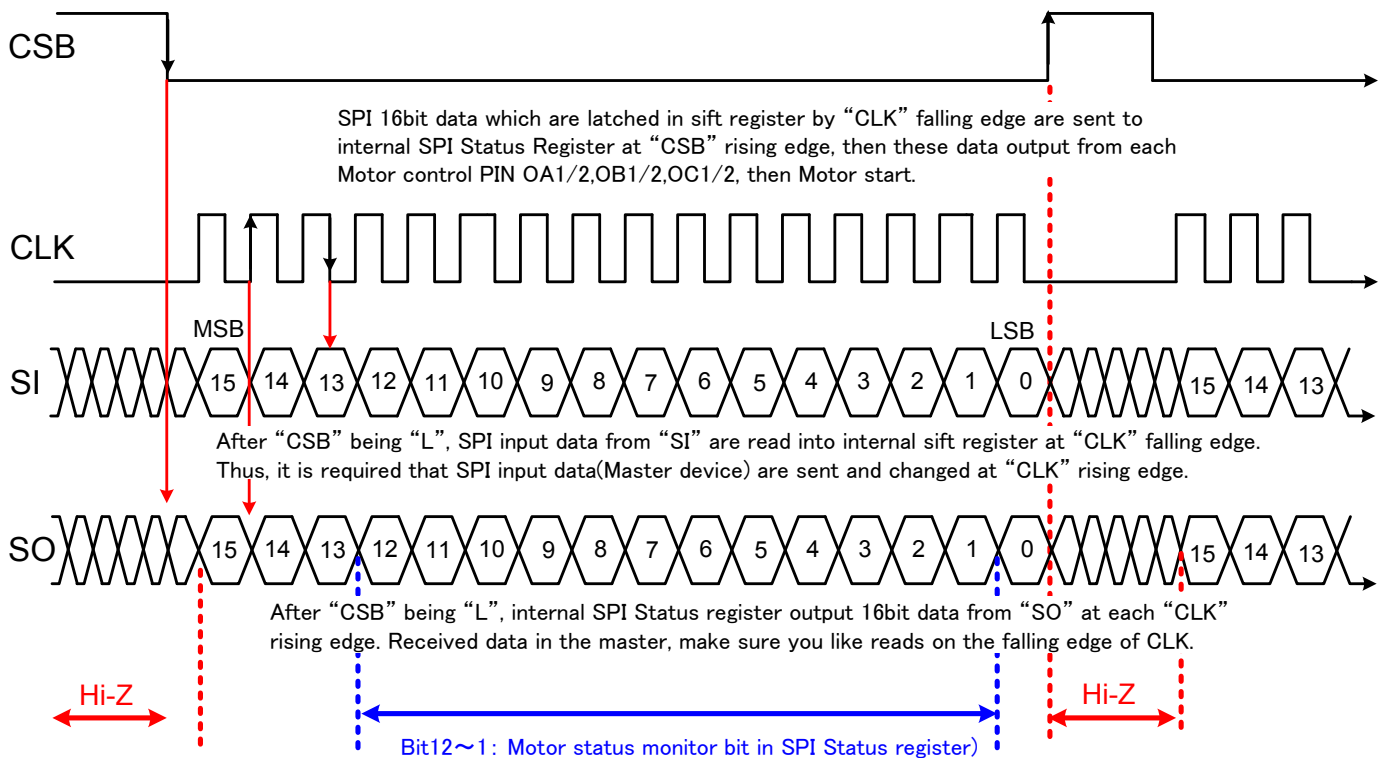 CSB
SPI 16bit data which are latched in sift register by “CLK” falling edge are sent to
internal SPI Status Register at “CSB” rising edge, then these data output from each
Motor control PIN OA1/2,OB1/2,OC1/2, then Motor start.
CLK
MSB
LSB
SI
15 14 13 12 11 10 9 8 7 6 5 4 3 2 1 0 15 14 13
After “CSB” being “L”, SPI input data from “SI” are read into internal sift register at “CLK” falling edge.
Thus, it is required that SPI input data(Master device) are sent and changed at “CLK” rising edge.
SO
15 14 13 12 11 10 9 8 7 6 5 4 3 2 1 0 15 14 13
After “CSB” being “L”, internal SPI Status register output 16bit data from “SO” at each “CLK”
rising edge. Received data in the master, make sure you like reads on the falling edge of CLK.
Hi-Z
Hi-Z
Bit12～1: Motor status monitor bit in SPI Status register)